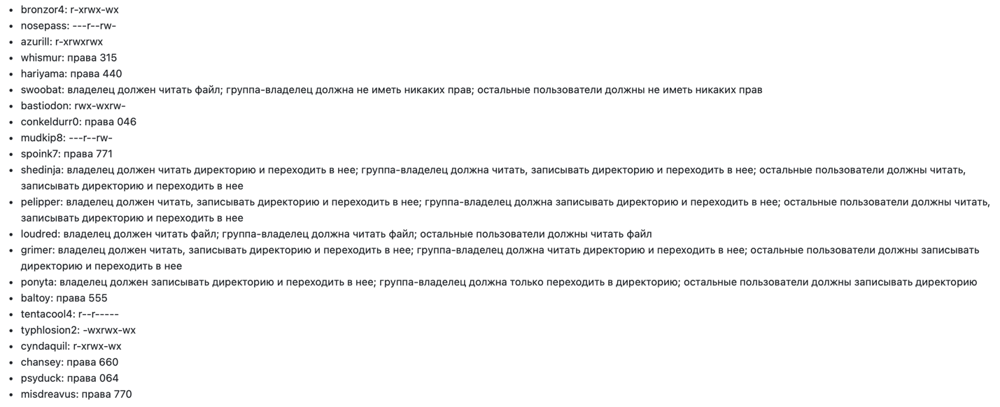 • bronzor4: r-xrwx-wx
• nosepass: ---r--rw-
• azurill: r-xrwxrwx
• whismur: права 315
• hariyama: права 440
• swoobat: владелец должен читать файл; группа-владелец должна не иметь никаких прав; остальные пользователи должны не иметь никаких прав
• bastiodon: rwx-wxrw-
• conkeldurr0: права 046
• mudkip8: ---r--rw-
• spoink7: права 771
• shedinja: владелец должен читать директорию и переходить в нее; группа-владелец должна читать, записывать директорию и переходить в нее; остальные пользователи должны читать,
записывать директорию и переходить в нее
• pelipper: владелец должен читать, записывать директорию и переходить в нее; группа-владелец должна записывать директорию и переходить в нее; остальные пользователи должны читать,
записывать директорию и переходить в нее
• loudred: владелец должен читать файл; группа-владелец должна читать файл; остальные пользователи должны читать файл
• grimer: владелец должен читать, записывать директорию и переходить в нее; группа-владелец должна читать директорию и переходить в нее; остальные пользователи должны записывать
директорию и переходить в нее
• ponyta: владелец должен записывать директорию и переходить в нее; группа-владелец должна только переходить в директорию; остальные пользователи должны записывать директорию
• baltoy: права 555
• tentacool4: r--r-----
• typhlosion2: -wxrwx-wx
• cyndaquil: r-xrwx-wx
• chansey: права 660
• psyduck: права 064
• misdreavus: права 770